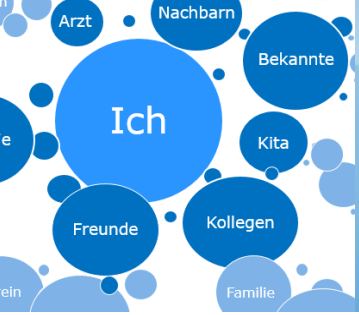 Nachbarn
Arzt
Bekannte
Ich
Kita
Kollegen
Freunde
Familie